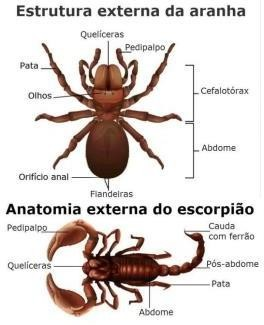 Estrutura externa da aranha
Quelíceras
Pedipalpo
Pata
Olhos
Cefalotórax
Abdome
Orifício anal
Fiandeiras
Anatomia externa do escorpião
Pedipalpo
Cauda
com ferrão
Quelíceras
Pós-abdome
Pata
Abdome